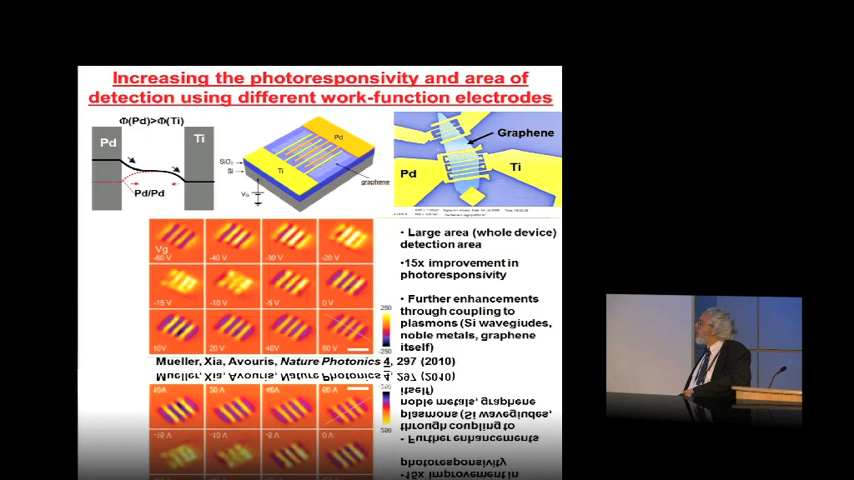 Increasing the photoresponsivity and area of
detection using different work-function electrodes
Φ(Pd)>Φ(Ti)
Pd
Ti
Pd/Pd
Pd
Ti
SiO₂
Si
graphene
Graphene
Pd
Ti
Vg
-60 V
-40 V
-30 V
-20 V
-15 V
-10 V
-5 V
0 V
10V
20 V
40 V
60 V
250
-250
• Large area (whole device)
detection area
•15x improvement in
photoresponsivity
• Further enhancements
through coupling to
plasmons (Si wavegiudes,
noble metals, graphene
itself)
Mueller, Xia, Avouris, Nature Photonics 4, 297 (2010)